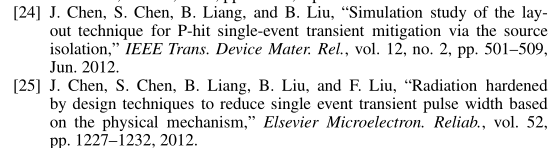 [24] J. Chen, S. Chen, B. Liang, and B. Liu, “Simulation study of the lay-
out technique for P-hit single-event transient mitigation via the source
isolation,” IEEE Trans. Device Mater. Rel., vol. 12, no. 2, pp. 501–509,
Jun. 2012.
[25] J. Chen, S. Chen, B. Liang, B. Liu, and F. Liu, “Radiation hardened
by design techniques to reduce single event transient pulse width based
on the physical mechanism,” Elsevier Microelectron. Reliab., vol. 52,
pp. 1227–1232, 2012.